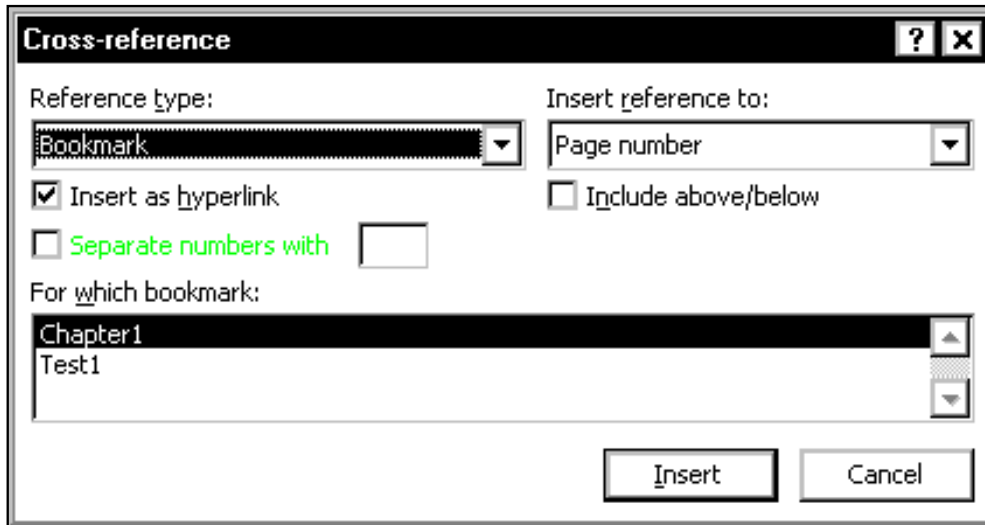 Cross-reference ?
Reference type: Insert reference to:
Bookmark Page number
Insert as hyperlink Include above/below
Separate numbers with
For which bookmark:
Chapter1
Test1
Insert Cancel